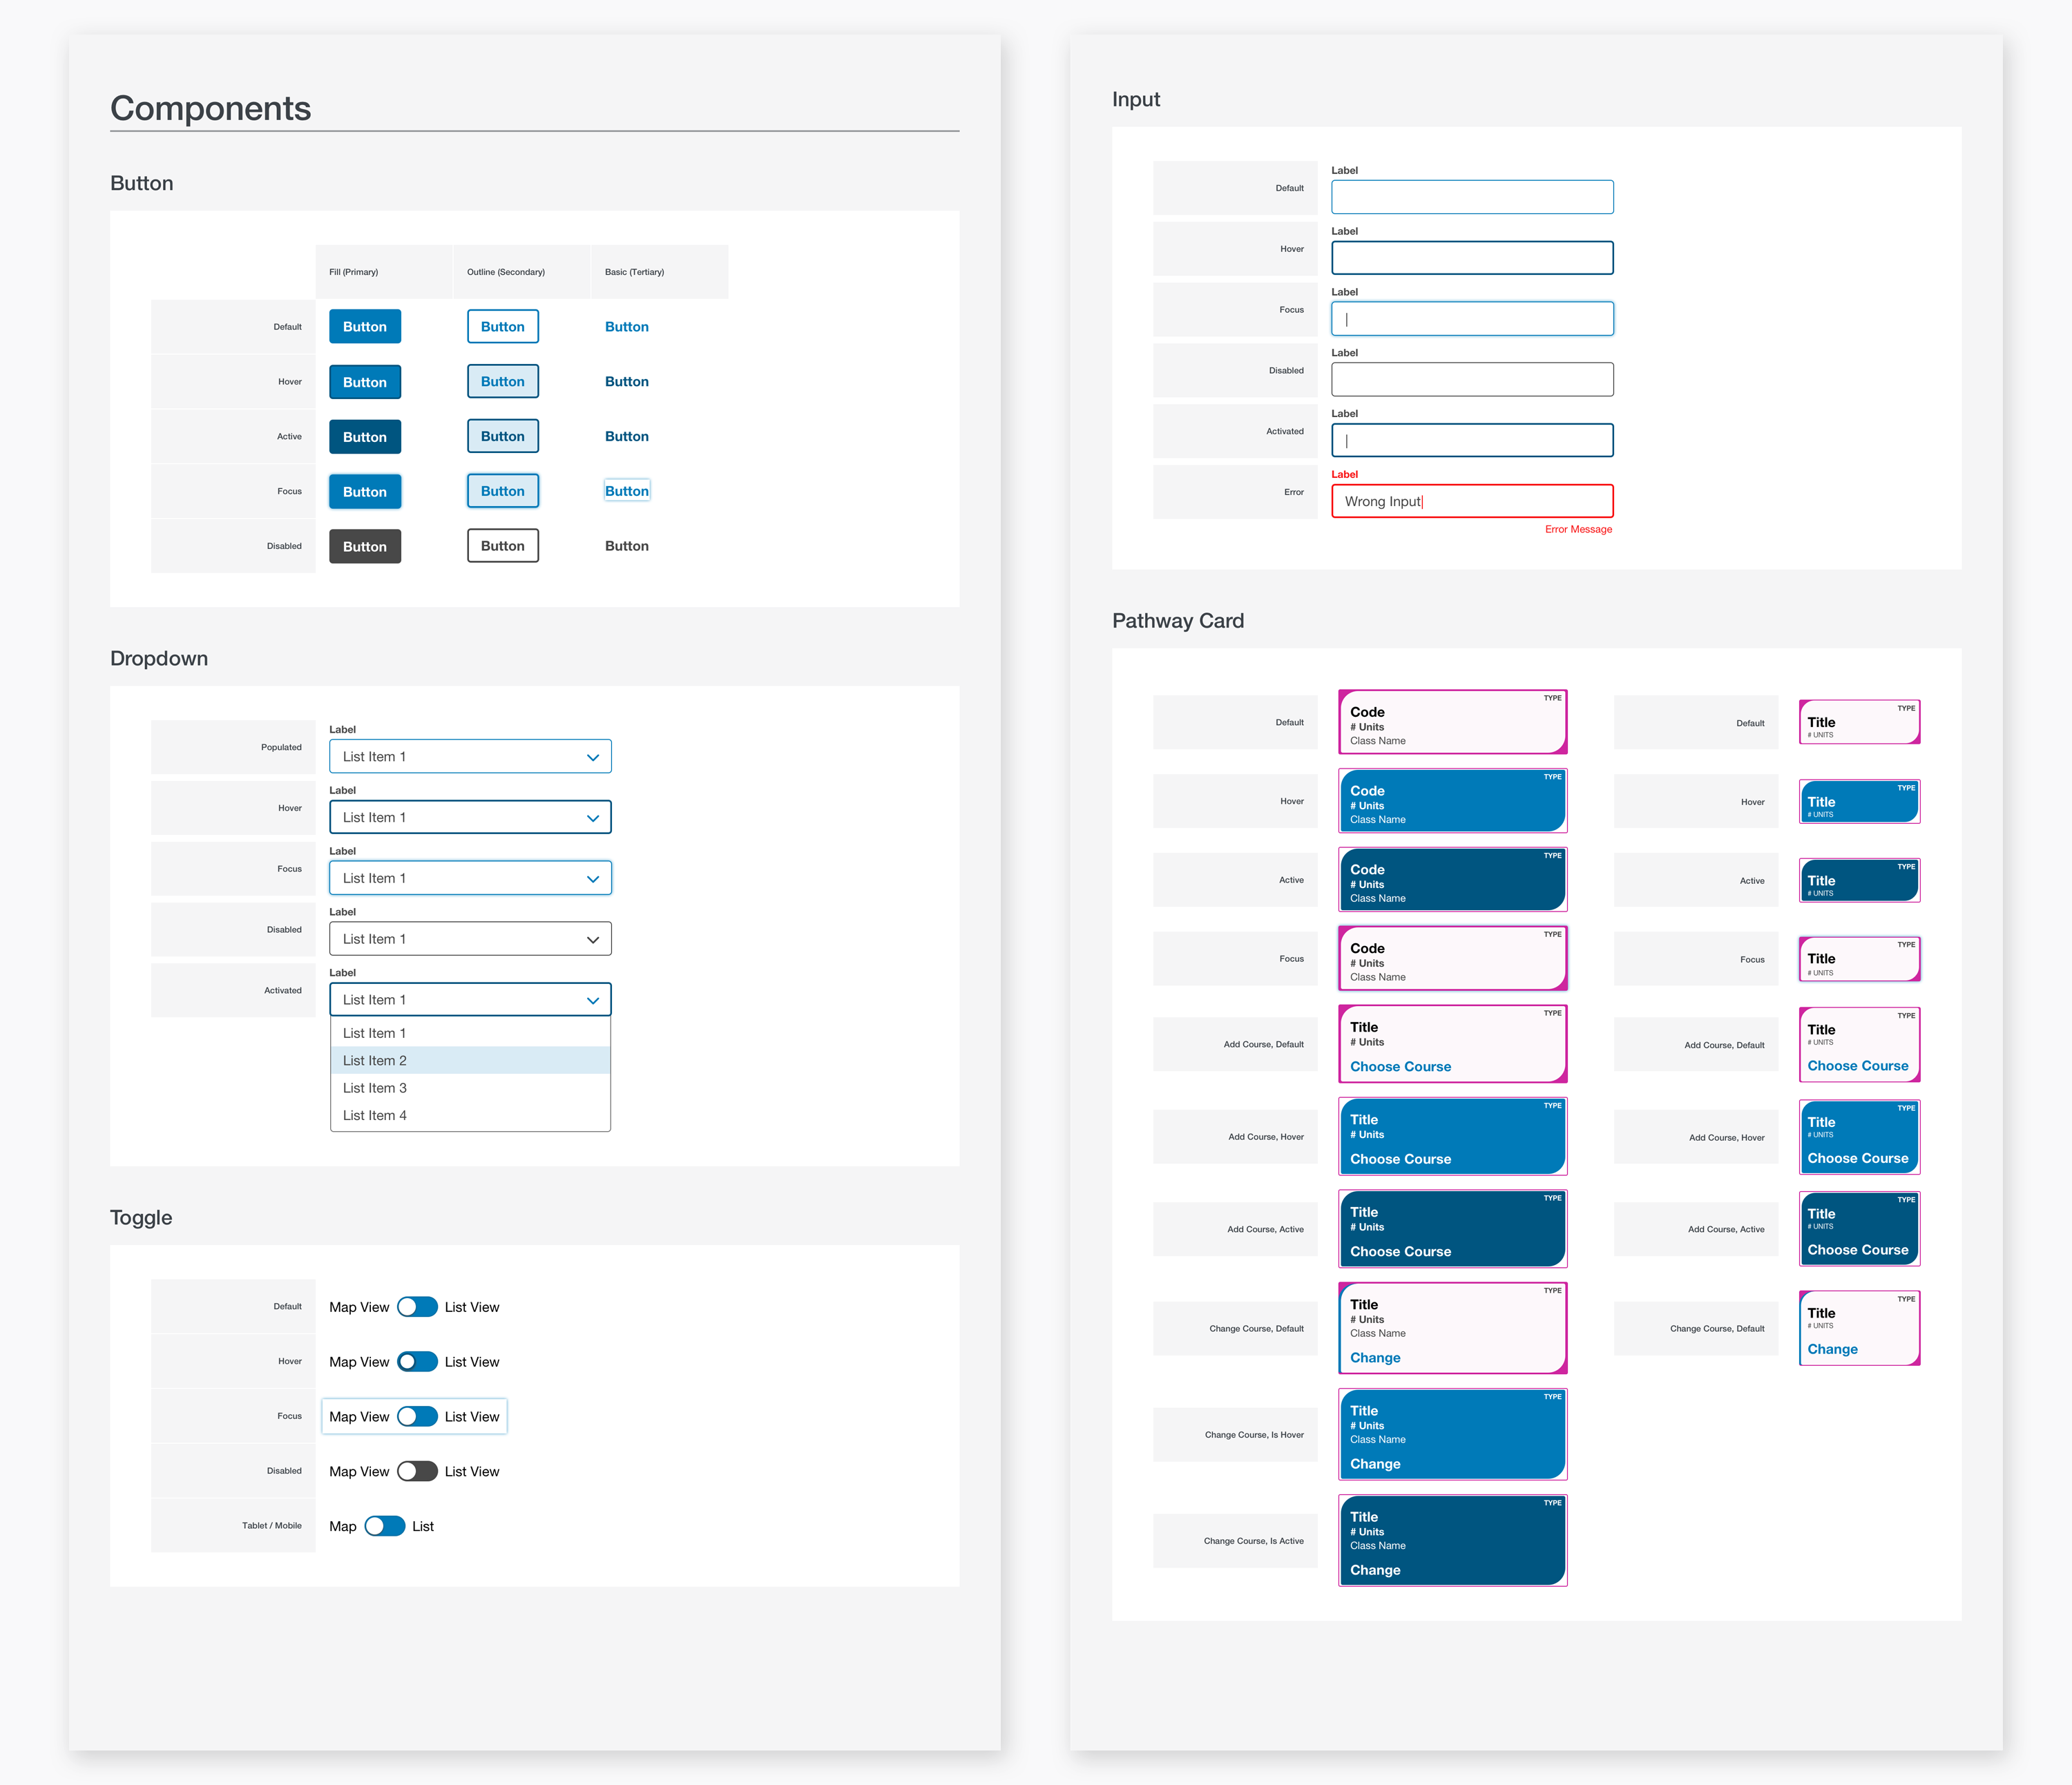 Components
Button
Fill (Primary) Outline (Secondary) Basic (Tertiary)
Default Button Button Button
Hover Button Button Button
Active Button Button Button
Focus Button Button Button
Disabled Button Button Button
Dropdown
Label
Populated List Item 1
Label
Hover List Item 1
Label
Focus List Item 1
Label
Disabled List Item 1
Label
Activated List Item 1
List Item 1
List Item 2
List Item 3
List Item 4
Toggle
Default Map View List View
Hover Map View List View
Focus Map View List View
Disabled Map View List View
Tablet / Mobile Map List
Input
Label
Default
Label
Hover
Label
Focus
Label
Disabled
Label
Activated
Label
Error Wrong Input
Error Message
Pathway Card
Default
TYPE
Code
# Units
Class Name
Default
TYPE
Title
# UNITS
Hover
TYPE
Code
# Units
Class Name
Hover
TYPE
Title
# UNITS
Active
TYPE
Code
# Units
Class Name
Active
TYPE
Title
# UNITS
Focus
TYPE
Code
# Units
Class Name
Focus
TYPE
Title
# UNITS
Add Course, Default
TYPE
Title
# Units
Choose Course
Add Course, Default
TYPE
Title
# UNITS
Choose Course
Add Course, Hover
TYPE
Title
# Units
Choose Course
Add Course, Hover
TYPE
Title
# UNITS
Choose Course
Add Course, Active
TYPE
Title
# Units
Choose Course
Add Course, Active
TYPE
Title
# UNITS
Choose Course
Change Course, Default
TYPE
Title
# Units
Class Name
Change
Change Course, Default
TYPE
Title
# UNITS
Change
Change Course, Is Hover
TYPE
Title
# Units
Class Name
Change
Change Course, Is Active
TYPE
Title
# Units
Class Name
Change